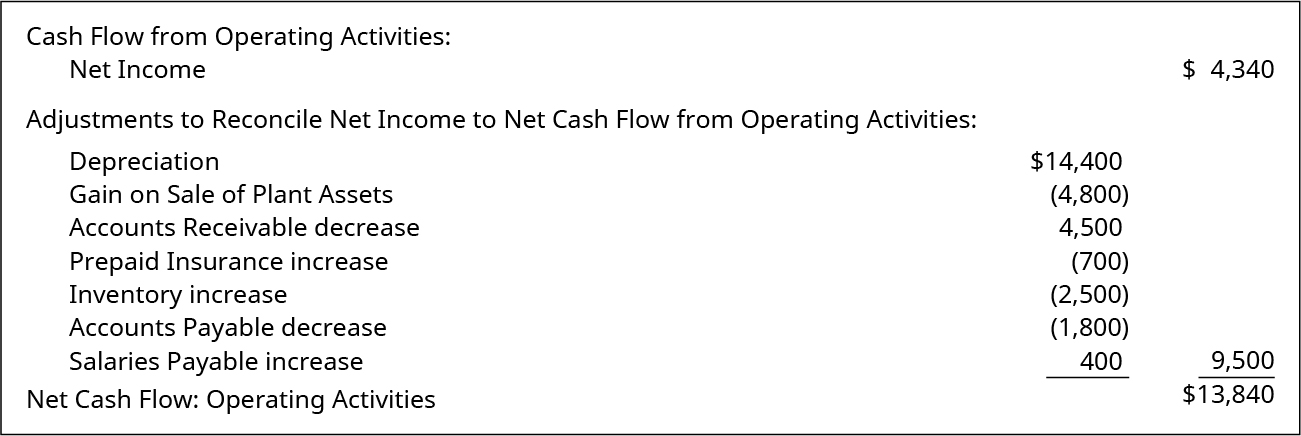 Cash Flow from Operating Activities:
Net Income $ 4,340
Adjustments to Reconcile Net Income to Net Cash Flow from Operating Activities:
Depreciation $14,400
Gain on Sale of Plant Assets (4,800)
Accounts Receivable decrease 4,500
Prepaid Insurance increase (700)
Inventory increase (2,500)
Accounts Payable decrease (1,800)
Salaries Payable increase 400 9,500
Net Cash Flow: Operating Activities $13,840